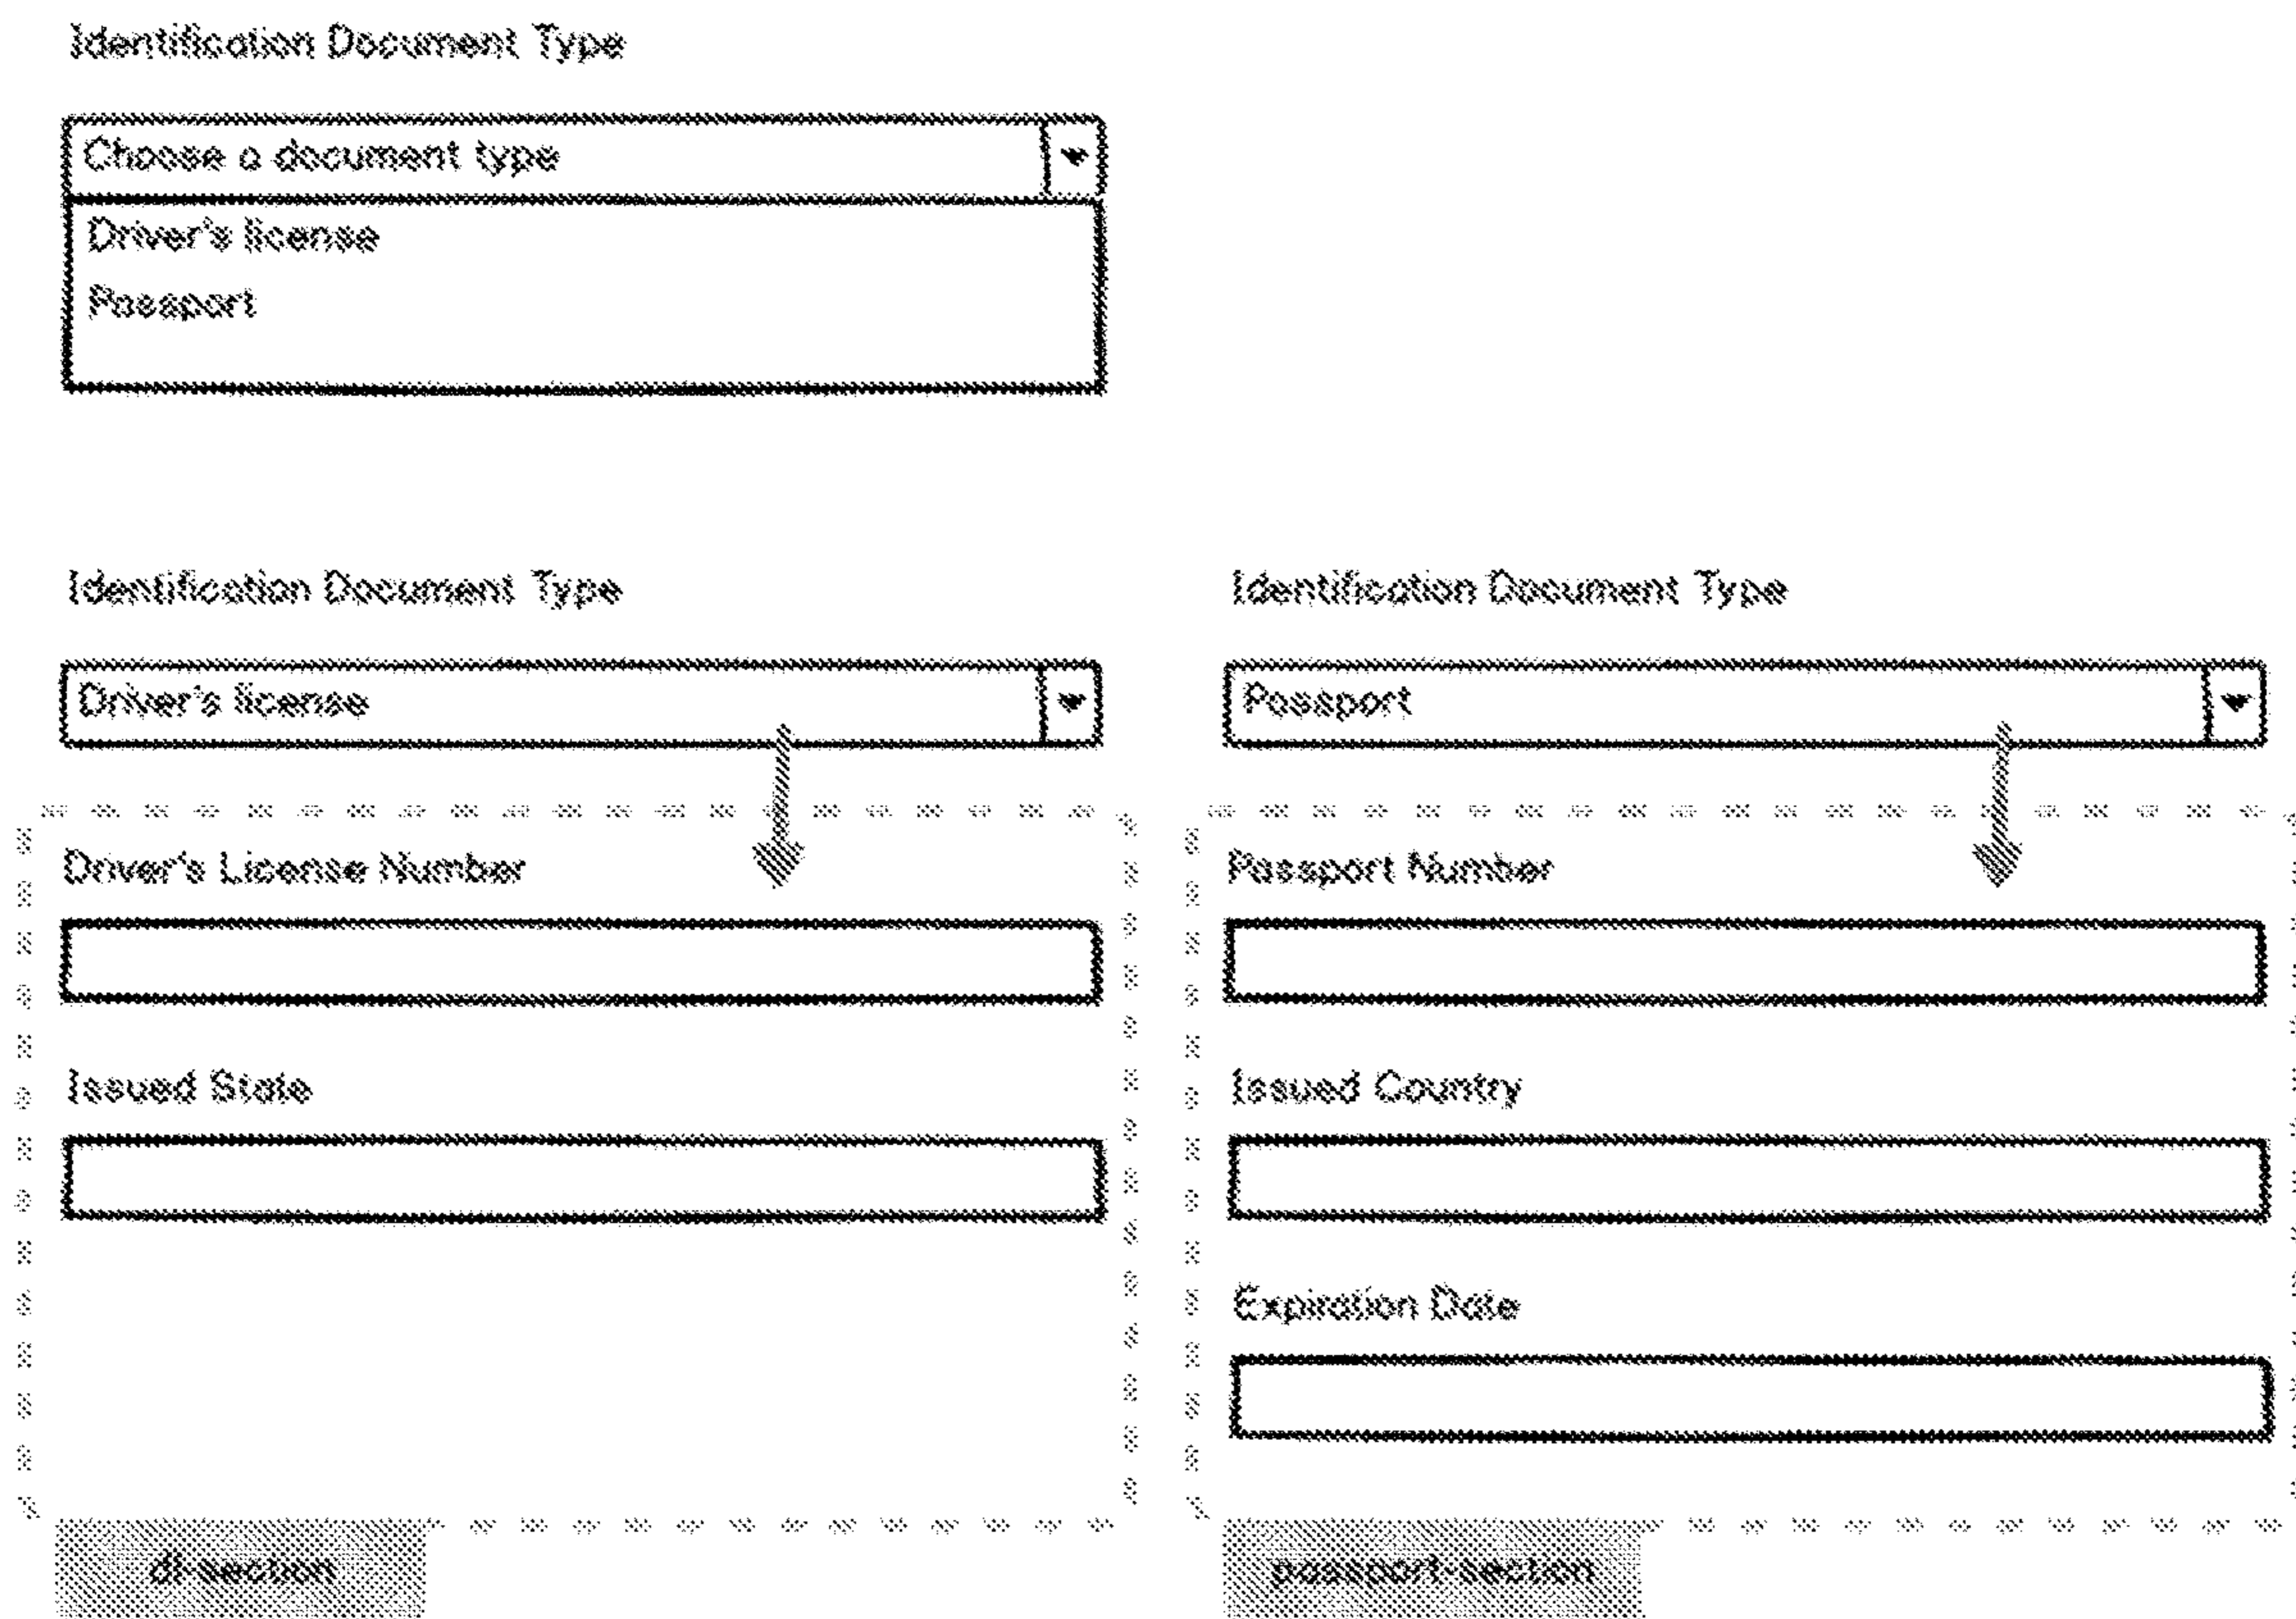 Identification Document Type
Choose a document type
Driver's license
Passport
Identification Document Type
Driver's license
Driver's License Number
Issued State
dl-section
Identification Document Type
Passport
Passport Number
Issued Country
Expiration Date
passport-section